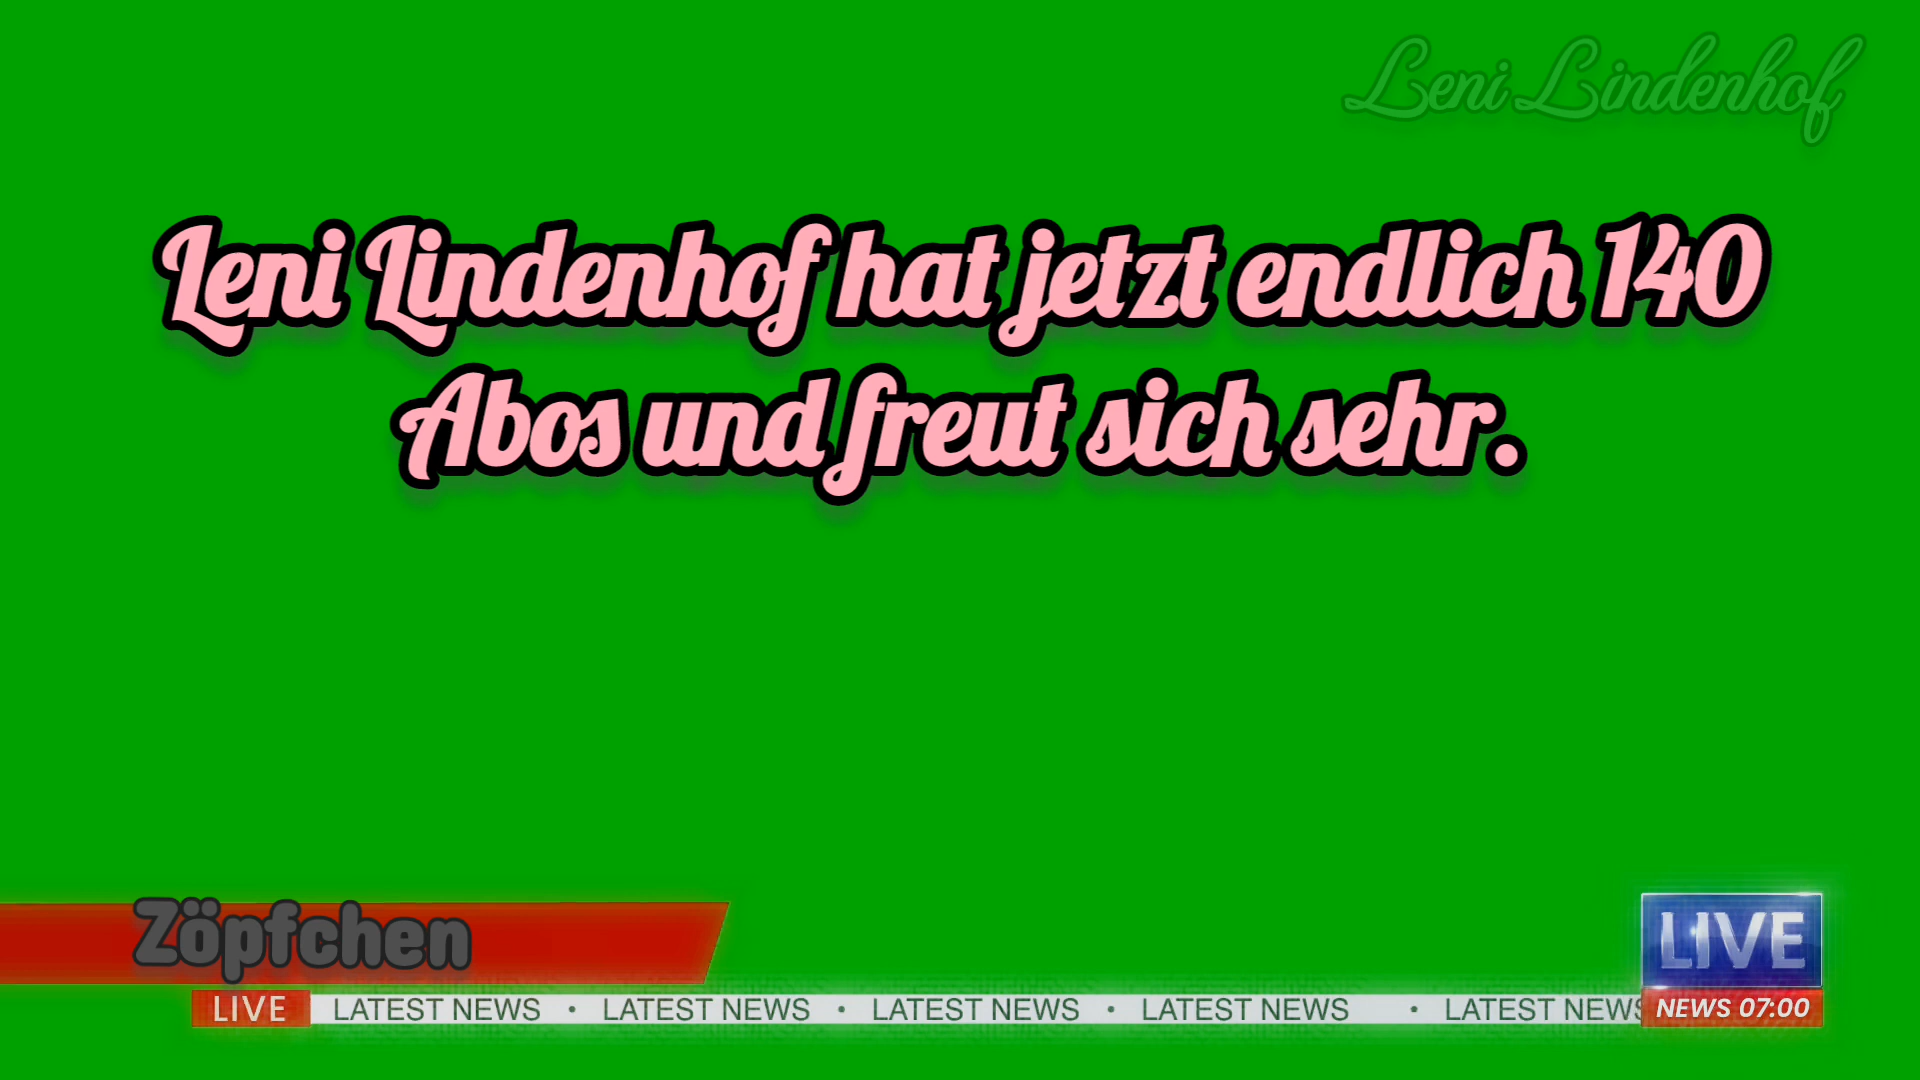 Leni Lindenhof
Leni Lindenhof hat jetzt endlich 140
Abos und freut sich sehr.
Zöpfchen
LIVE
LIVE LATEST NEWS • LATEST NEWS • LATEST NEWS • LATEST NEWS • LATEST NEWS
NEWS 07:00